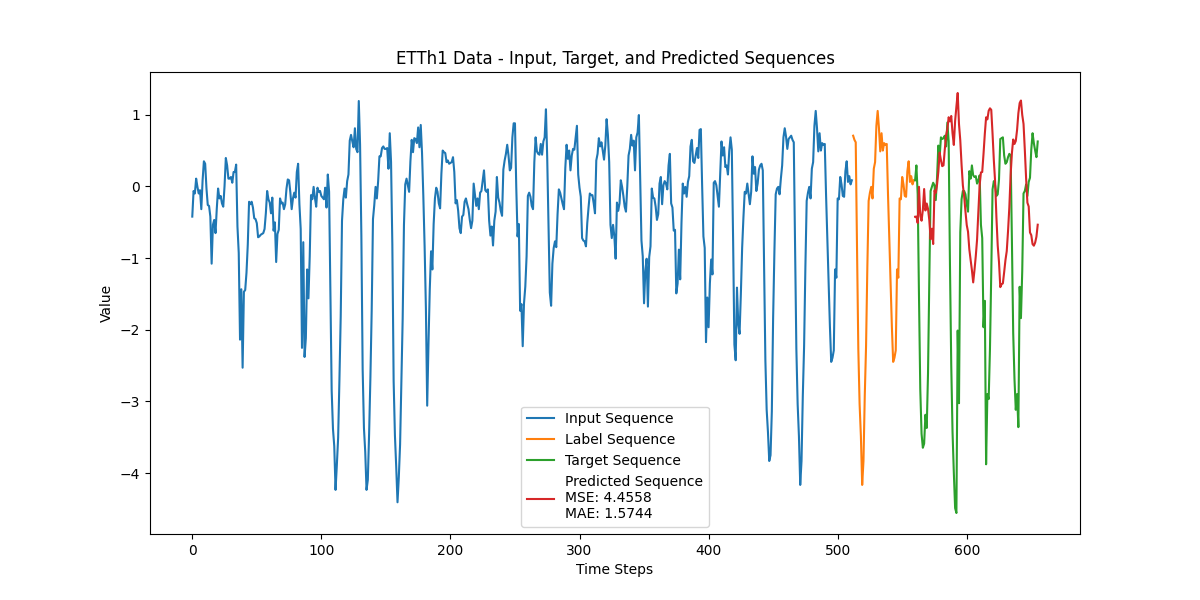 ETTh1 Data - Input, Target, and Predicted Sequences
Value
1
0
−1
−2
−3
−4
Input Sequence
Label Sequence
Target Sequence
Predicted Sequence
MSE: 4.4558
MAE: 1.5744
0 100 200 300 400 500 600
Time Steps